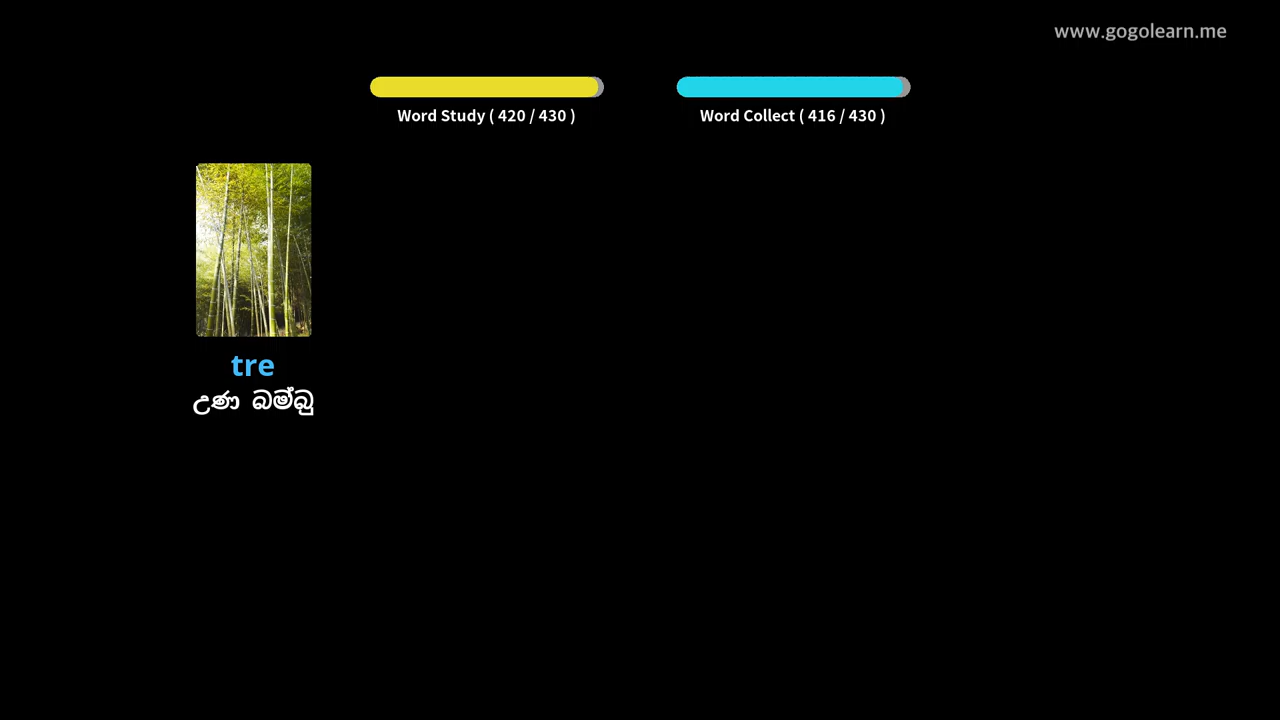 www.gogolearn.me
Word Study ( 420 / 430 )
Word Collect ( 416 / 430 )
tre
උණ බම්බු